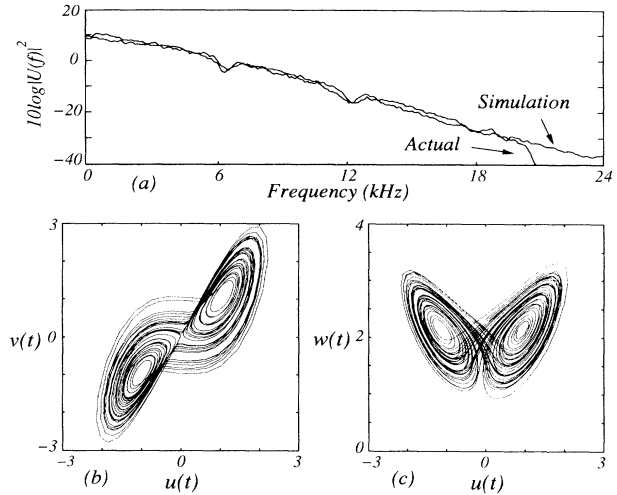 20
0
-20
-40
10log|U(f)|²
Simulation
Actual
0 6 12 18 24
(a) Frequency (kHz)
3
v(t) 0
-3
-3 0 3
(b) u(t)
4
w(t) 2
0
-3 0 3
(c) u(t)